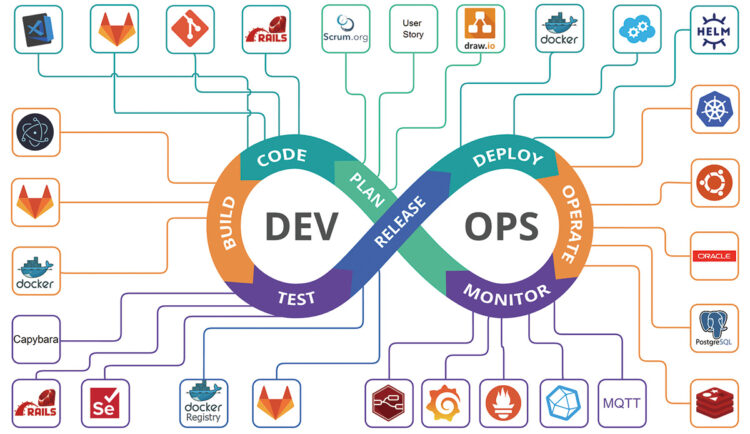 RAILS
Scrum.org
User
Story
draw.io
docker
HELM
CODE
PLAN
DEPLOY
BUILD
DEV
RELEASE
OPS
OPERATE
TEST
MONITOR
docker
ORACLE
Capybara
PostgreSQL
RAILS
Se
docker
Registry
MQTT